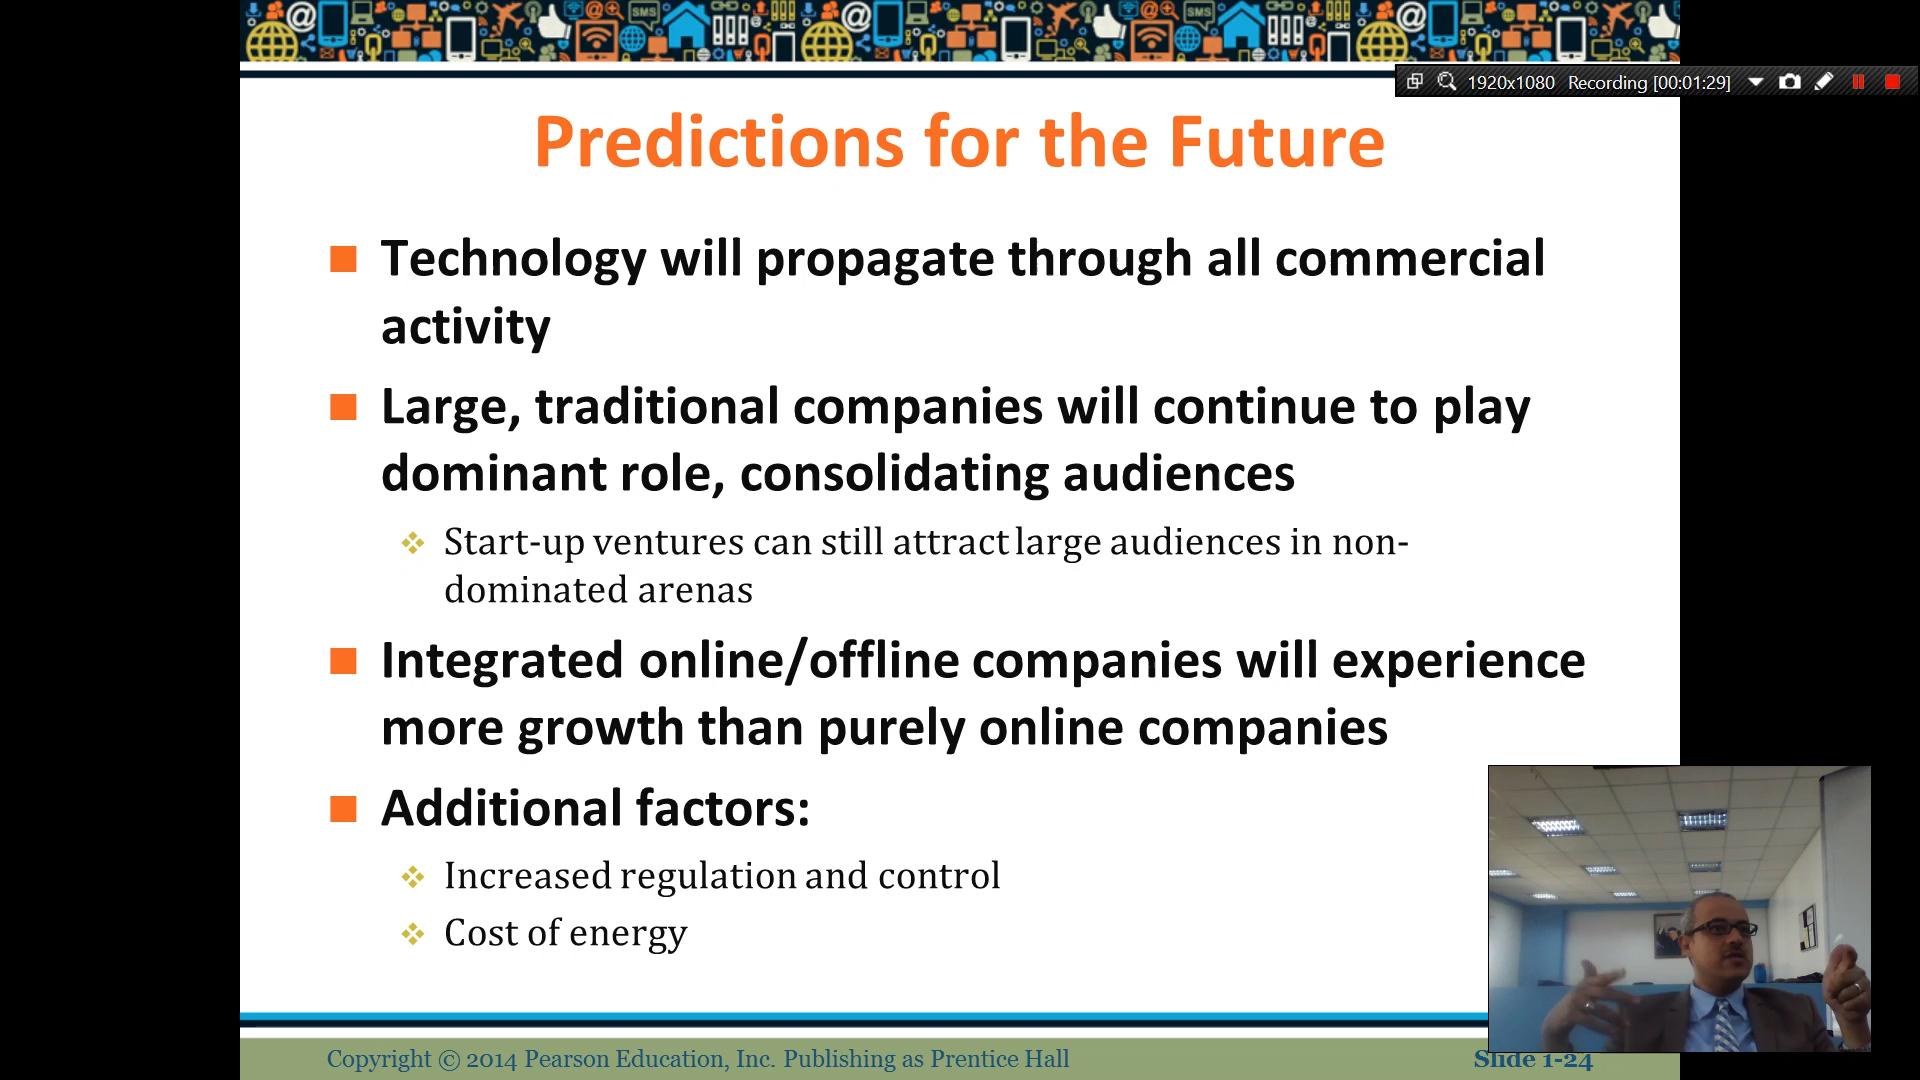 SMS
SMS
1920x1080 Recording [00:01:29]
Predictions for the Future
Technology will propagate through all commercial
activity
Large, traditional companies will continue to play
dominant role, consolidating audiences
Start-up ventures can still attract large audiences in non-
dominated arenas
Integrated online/offline companies will experience
more growth than purely online companies
Additional factors:
Increased regulation and control
Cost of energy
Copyright © 2014 Pearson Education, Inc. Publishing as Prentice Hall
Slide 1-24